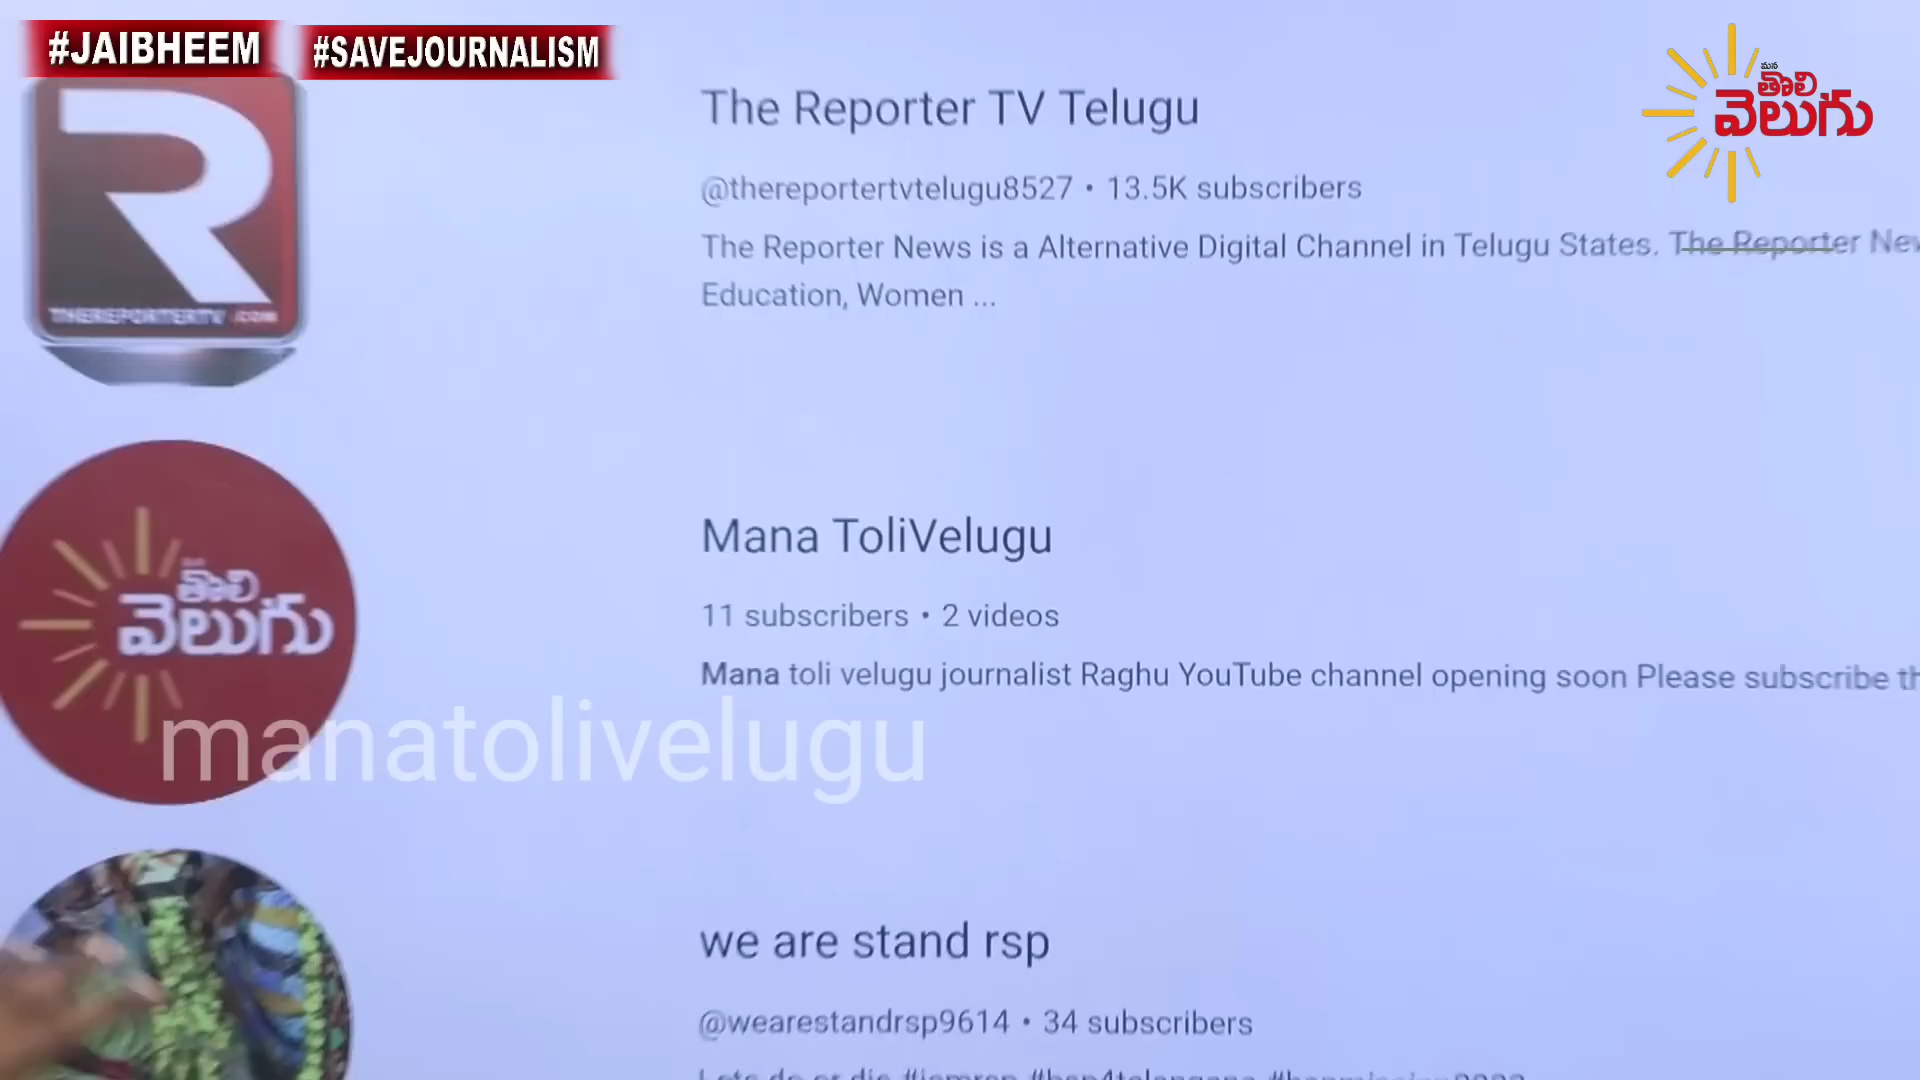 #JAIBHEEM
#SAVEJOURNALISM
మన
తొలి
వెలుగు
The Reporter TV Telugu
@thereportertvtelugu8527 • 13.5K subscribers
The Reporter News is a Alternative Digital Channel in Telugu States. The Reporter
Education, Women ...
THEREPORTERTV.COM
Mana ToliVelugu
11 subscribers • 2 videos
Mana toli velugu journalist Raghu YouTube channel opening soon Please subscribe
తొలి
వెలుగు
manatolivelugu
we are stand rsp
@wearestandrsp9614 • 34 subscribers